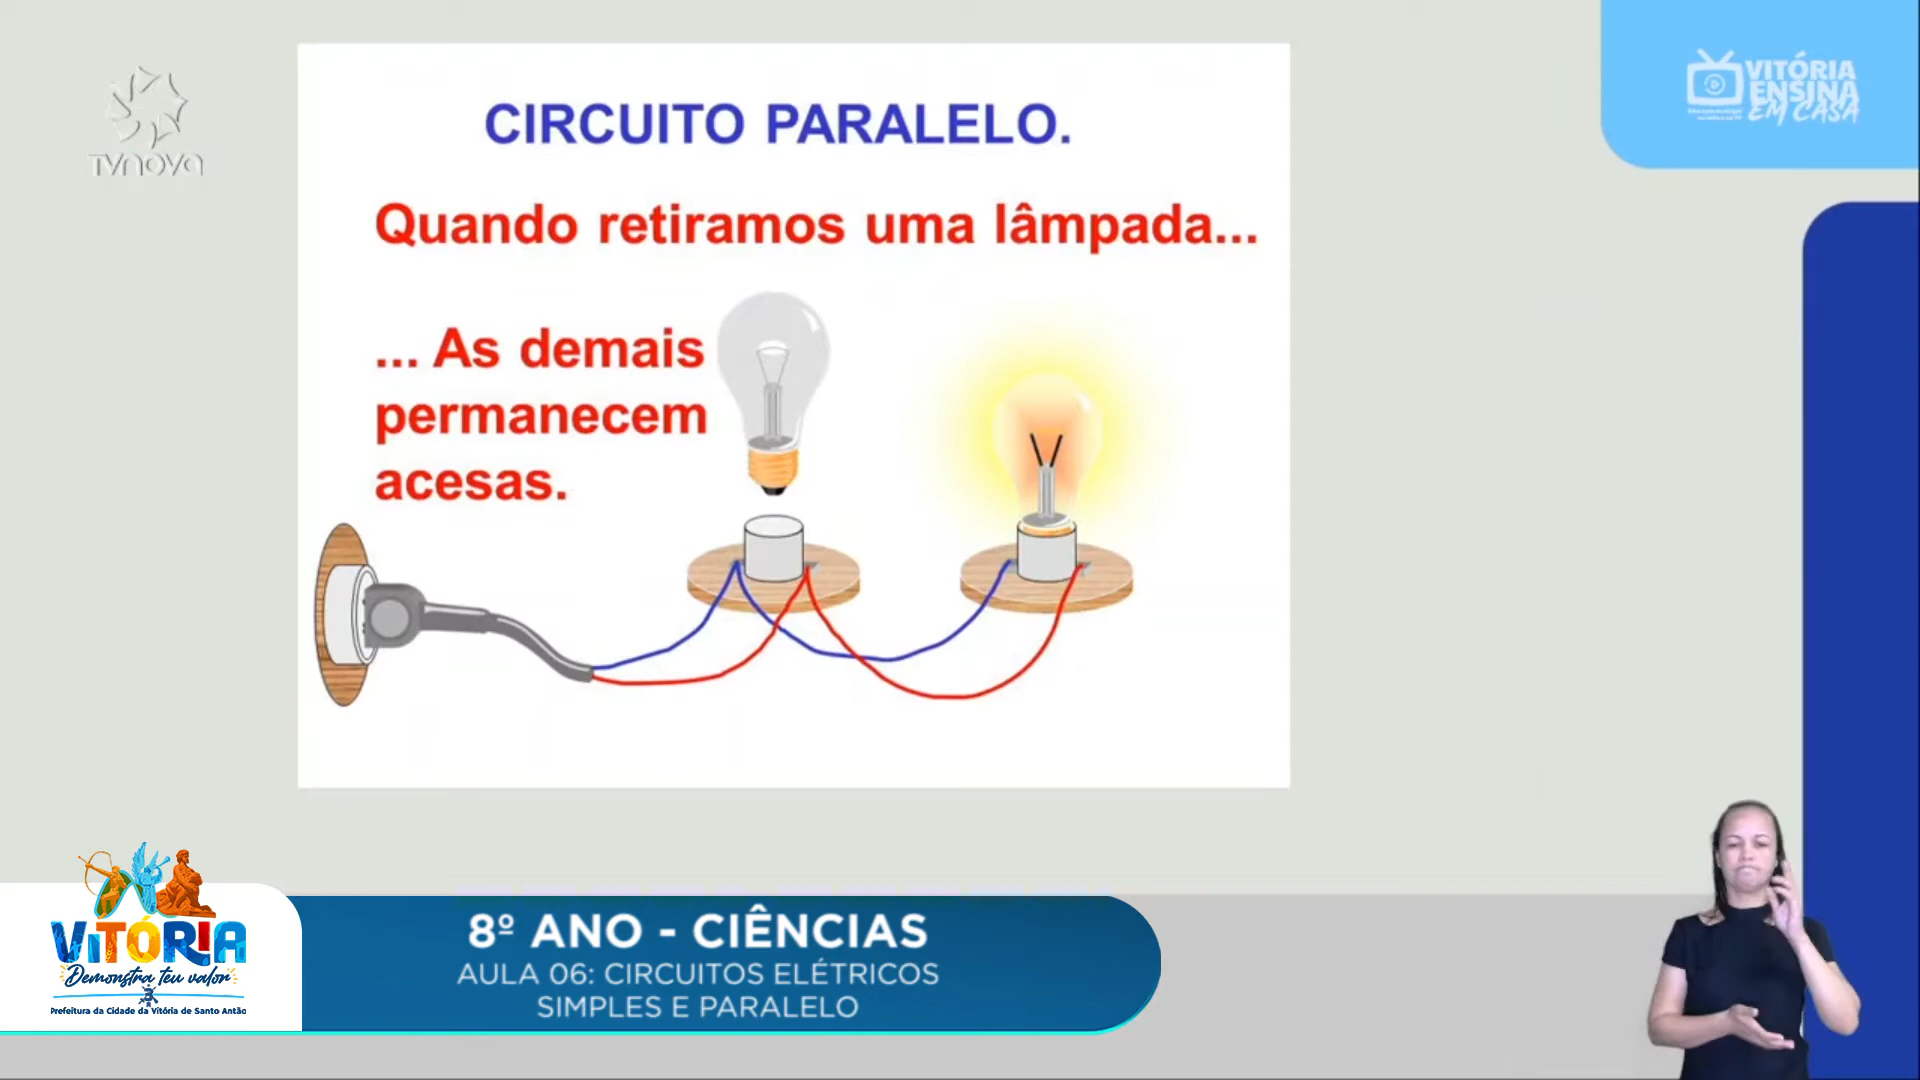 TVNOVA
VITÓRIA
ENSINA
EM CASA
CIRCUITO PARALELO.
Quando retiramos uma lâmpada...
... As demais
permanecem
acesas.
VITÓRIA
Demonstra teu valor
Prefeitura da Cidade da Vitória de Santo Antão
8º ANO - CIÊNCIAS
AULA 06: CIRCUITOS ELÉTRICOS
SIMPLES E PARALELO